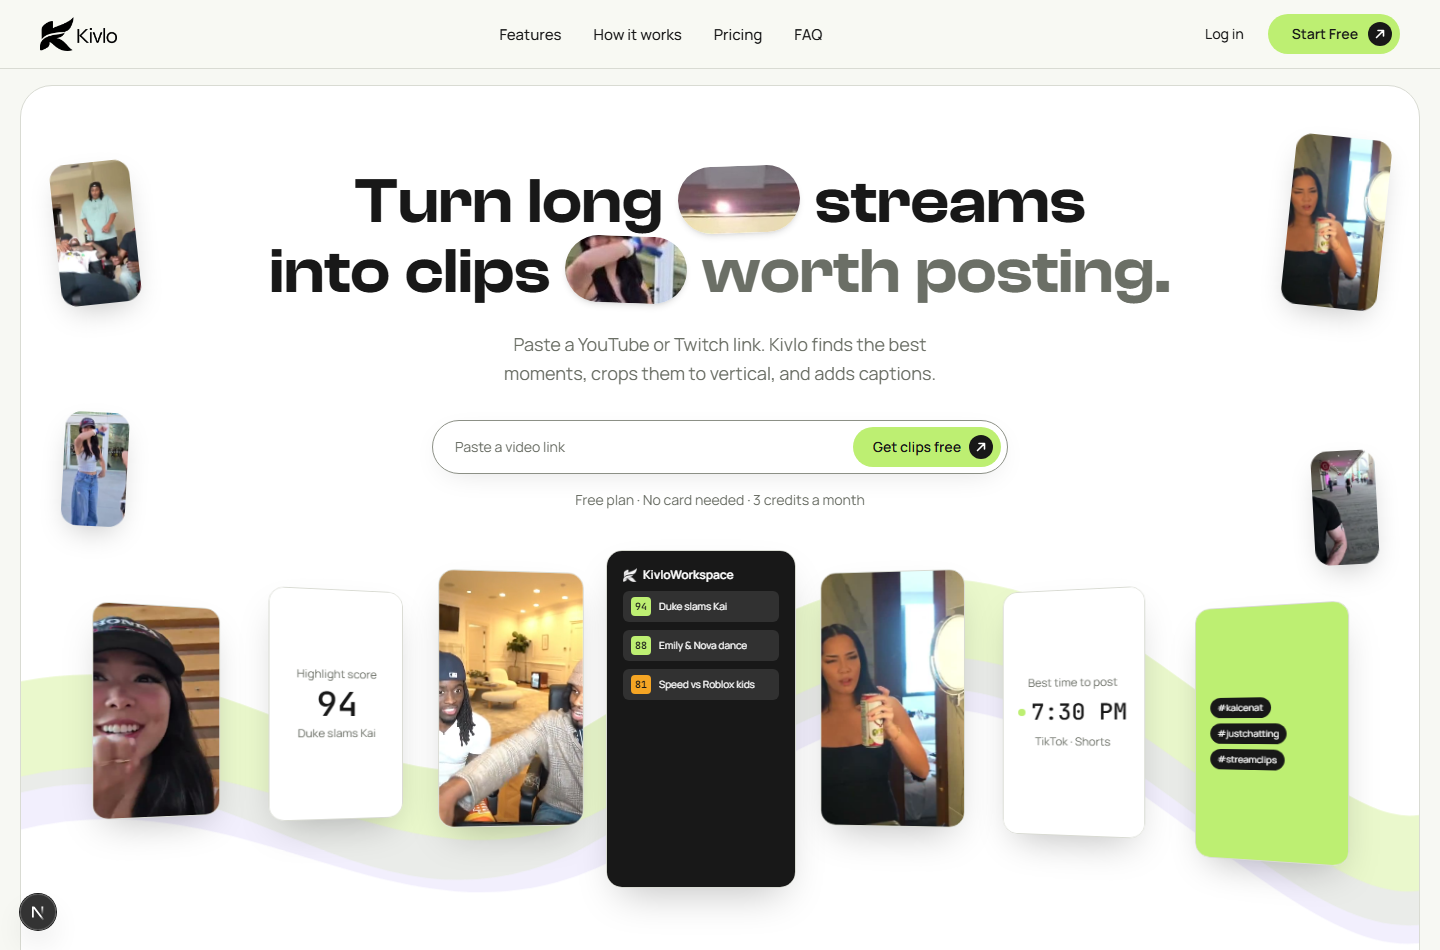 Kivlo
Features
How it works
Pricing
FAQ
Log in
Start Free
Turn long streams
into clips worth posting.
Paste a YouTube or Twitch link. Kivlo finds the best
moments, crops them to vertical, and adds captions.
Paste a video link
Get clips free
Free plan · No card needed · 3 credits a month
HONDA
Highlight score
94
Duke slams Kai
KivloWorkspace
94 Duke slams Kai
88 Emily & Nova dance
81 Speed vs Roblox kids
Best time to post
7:30 PM
TikTok · Shorts
#kaicenat
#justchatting
#streamclips
N